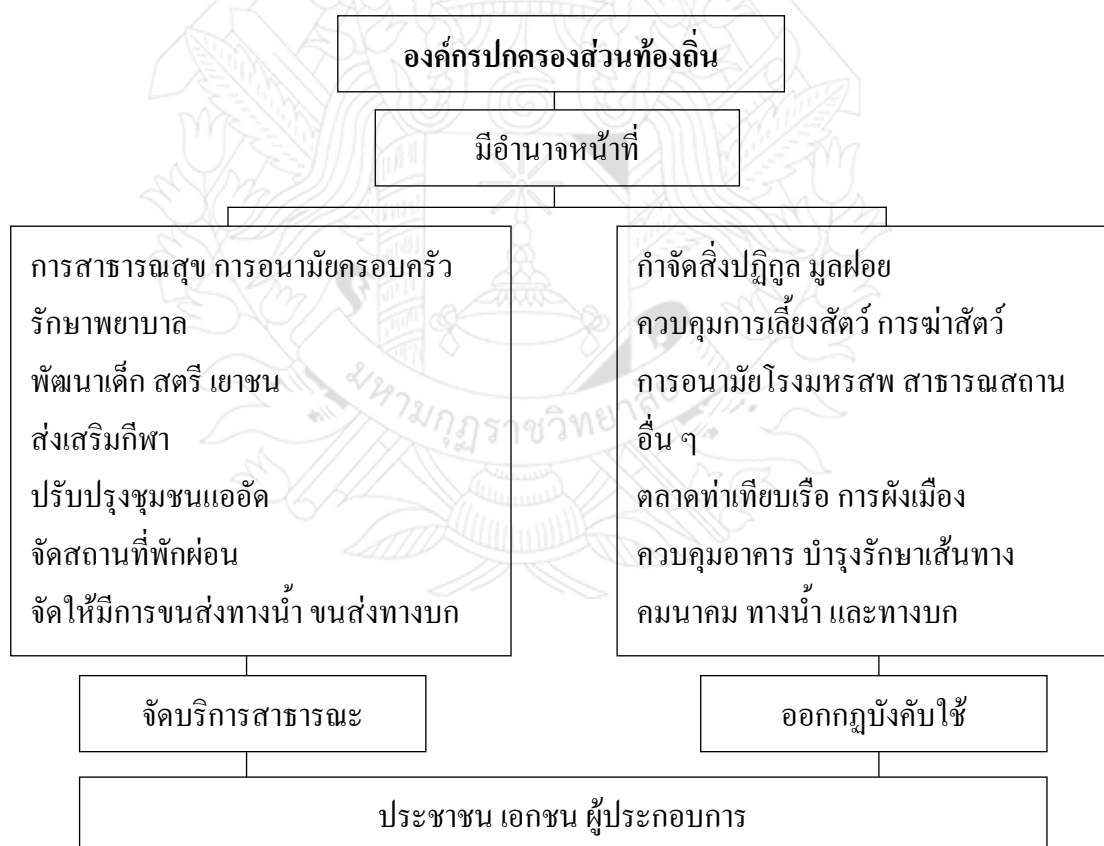 องค์กรปกครองส่วนท้องถิ่น
มีอำนาจหน้าที่
การสาธารณสุข การอนามัยครอบครัว
รักษาพยาบาล
พัฒนาเด็ก สตรี เยาชน
ส่งเสริมกีฬา
ปรับปรุงชุมชนแออัด
จัดสถานที่พักผ่อน
จัดให้มีการขนส่งทางน้ำ ขนส่งทางบก
กำจัดสิ่งปฏิกูล มูลฝอย
ควบคุมการเลี้ยงสัตว์ การฆ่าสัตว์
การอนามัยโรงมหรสพ สาธารณสถาน
อื่น ๆ
ตลาดท่าเทียบเรือ การผังเมือง
ควบคุมอาคาร บำรุงรักษาเส้นทาง
คมนาคม ทางน้ำ และทางบก
จัดบริการสาธารณะ
ออกกฎบังคับใช้
ประชาชน เอกชน ผู้ประกอบการ
มหามกุฏราชวิทยาลัย